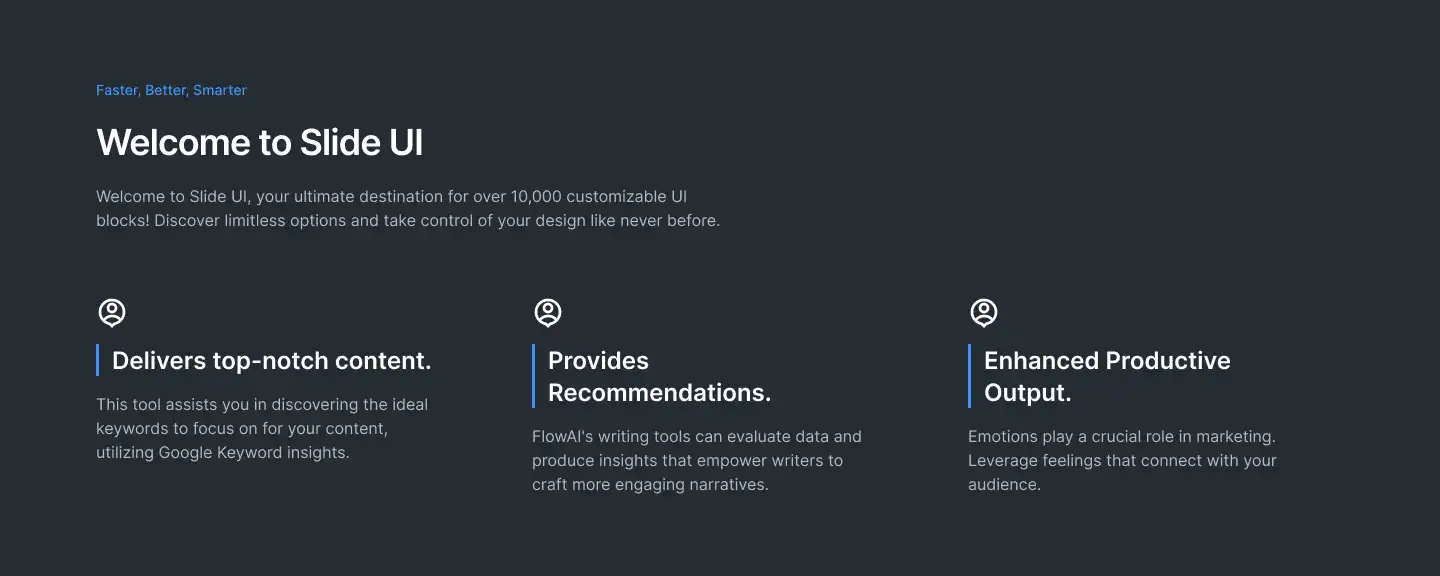 Faster, Better, Smarter
Welcome to Slide UI
Welcome to Slide UI, your ultimate destination for over 10,000 customizable UI
blocks! Discover limitless options and take control of your design like never before.
Delivers top-notch content.
This tool assists you in discovering the ideal
keywords to focus on for your content,
utilizing Google Keyword insights.
Provides
Recommendations.
FlowAI's writing tools can evaluate data and
produce insights that empower writers to
craft more engaging narratives.
Enhanced Productive
Output.
Emotions play a crucial role in marketing.
Leverage feelings that connect with your
audience.